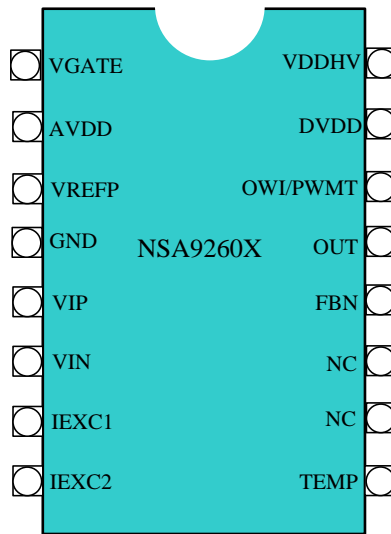 VGATE VDDHV
AVDD DVDD
VREFP OWI/PWMT
GND NSA9260X OUT
VIP FBN
VIN NC
IEXC1 NC
IEXC2 TEMP